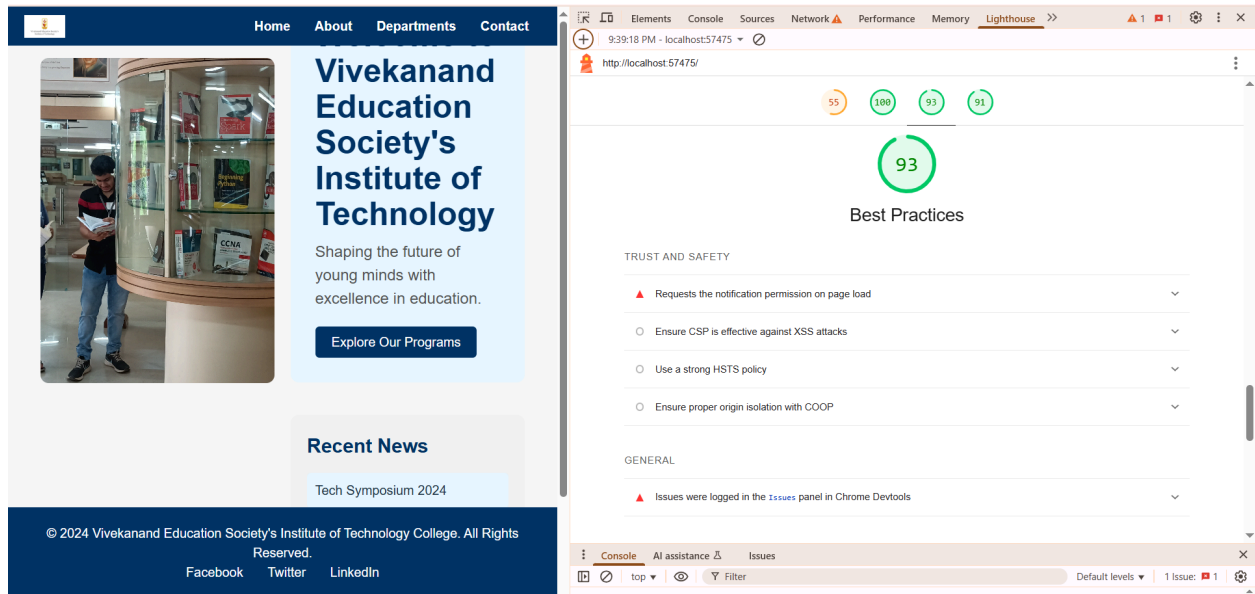 Home About Departments Contact
Vivekanand
Education
Society's
Institute of
Technology
Shaping the future of
young minds with
excellence in education.
Explore Our Programs
Recent News
Tech Symposium 2024
© 2024 Vivekanand Education Society's Institute of Technology College. All Rights
Reserved.
Facebook Twitter LinkedIn
Beginning
Python
CCNA
Elements Console Sources Network Performance Memory Lighthouse 1 1
9:39:18 PM - localhost:57475
http://localhost:57475/
55 100 93 91
93
Best Practices
TRUST AND SAFETY
Requests the notification permission on page load
Ensure CSP is effective against XSS attacks
Use a strong HSTS policy
Ensure proper origin isolation with COOP
GENERAL
Issues were logged in the Issues panel in Chrome Devtools
Console AI assistance Issues
top Filter Default levels 1 Issue: 1